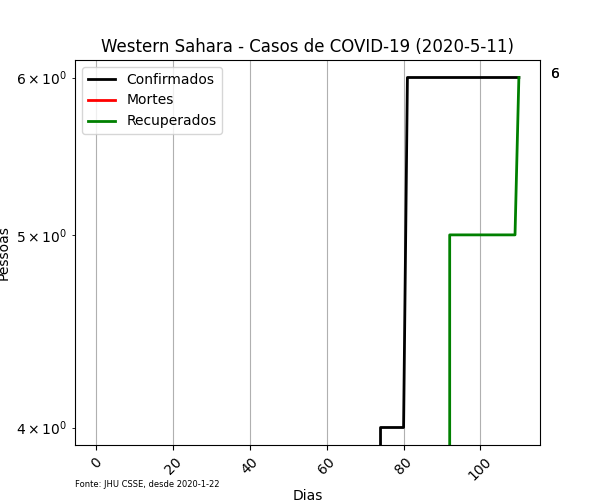 Western Sahara - Casos de COVID-19 (2020-5-11)
Confirmados
Mortes
Recuperados
6
6 × 10⁰
5 × 10⁰
4 × 10⁰
Pessoas
0 20 40 60 80 100
Fonte: JHU CSSE, desde 2020-1-22
Dias